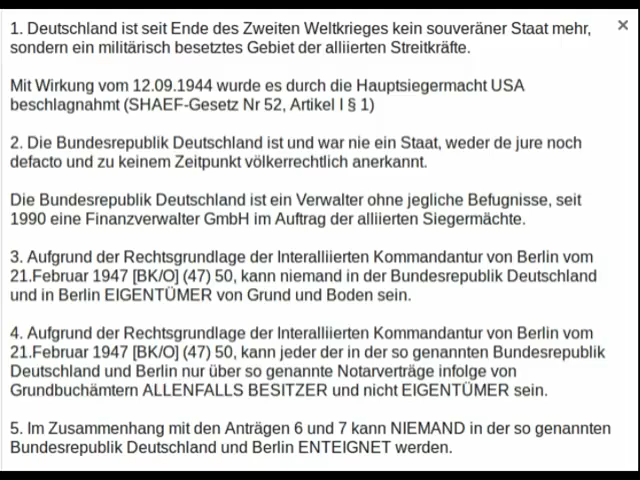 1. Deutschland ist seit Ende des Zweiten Weltkrieges kein souveräner Staat mehr,
sondern ein militärisch besetztes Gebiet der alliierten Streitkräfte.
Mit Wirkung vom 12.09.1944 wurde es durch die Hauptsiegermacht USA
beschlagnahmt (SHAEF-Gesetz Nr 52, Artikel I § 1)
2. Die Bundesrepublik Deutschland ist und war nie ein Staat, weder de jure noch
defacto und zu keinem Zeitpunkt völkerrechtlich anerkannt.
Die Bundesrepublik Deutschland ist ein Verwalter ohne jegliche Befugnisse, seit
1990 eine Finanzverwalter GmbH im Auftrag der alliierten Siegermächte.
3. Aufgrund der Rechtsgrundlage der Interalliierten Kommandantur von Berlin vom
21.Februar 1947 [BK/O] (47) 50, kann niemand in der Bundesrepublik Deutschland
und in Berlin EIGENTÜMER von Grund und Boden sein.
4. Aufgrund der Rechtsgrundlage der Interalliierten Kommandantur von Berlin vom
21.Februar 1947 [BK/O] (47) 50, kann jeder der in der so genannten Bundesrepublik
Deutschland und Berlin nur über so genannte Notarverträge infolge von
Grundbuchämtern ALLENFALLS BESITZER und nicht EIGENTÜMER sein.
5. Im Zusammenhang mit den Anträgen 6 und 7 kann NIEMAND in der so genannten
Bundesrepublik Deutschland und Berlin ENTEIGNET werden.